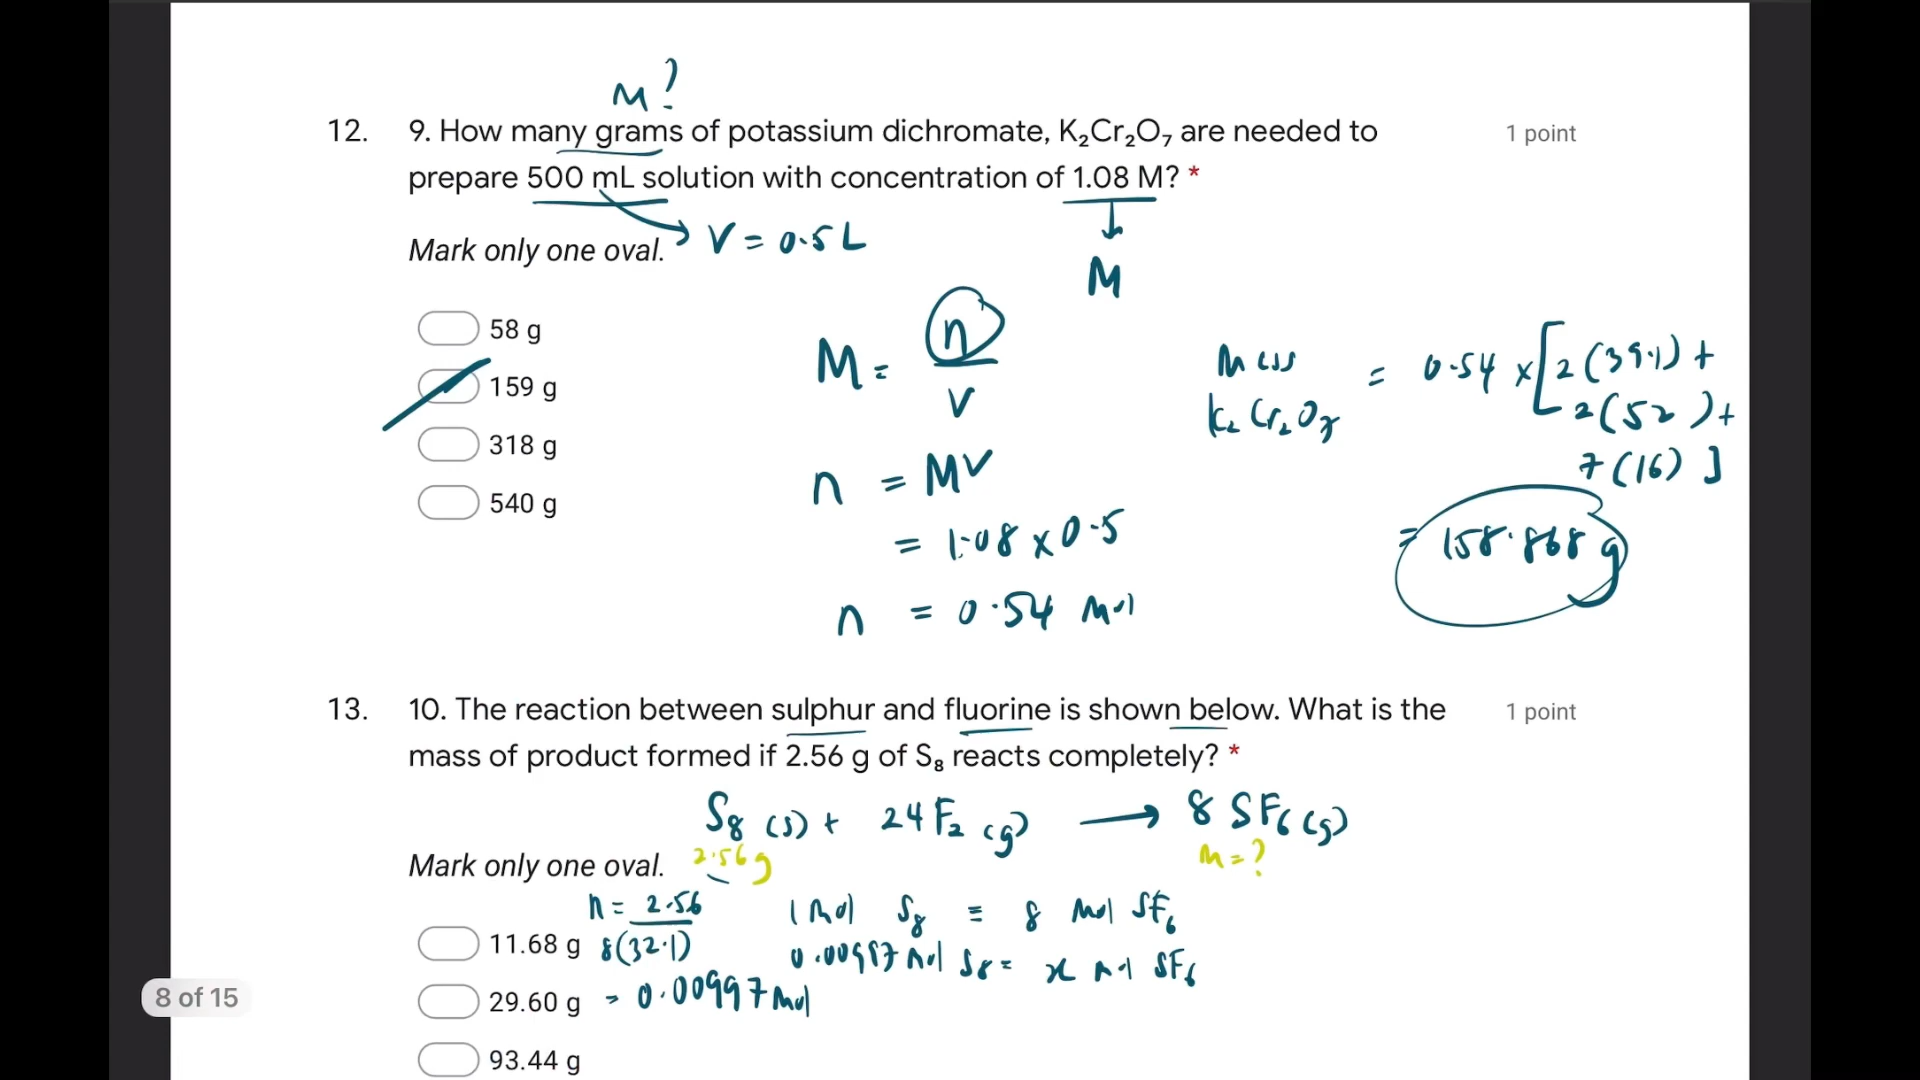 M?
12. 9. How many grams of potassium dichromate, K₂Cr₂O₇ are needed to 1 point
prepare 500 mL solution with concentration of 1.08 M? *
Mark only one oval.
V = 0.5 L
M
58 g
159 g
318 g
540 g
M = n
V
n = MV
= 1.08 x 0.5
n = 0.54 mol
Mass
K₂Cr₂O₇
= 0.54 x [2(39.1) +
2(52) +
7(16)]
= 158.868 g
13. 10. The reaction between sulphur and fluorine is shown below. What is the 1 point
mass of product formed if 2.56 g of S₈ reacts completely? *
S₈ (s) + 24 F₂ (g) → 8 SF₆ (g)
2.56 g
m = ?
Mark only one oval.
n = 2.56
8(32.1)
= 0.00997 mol
1 mol S₈ ≡ 8 mol SF₆
0.00997 mol S₈ = x mol SF₆
11.68 g
29.60 g
93.44 g
8 of 15